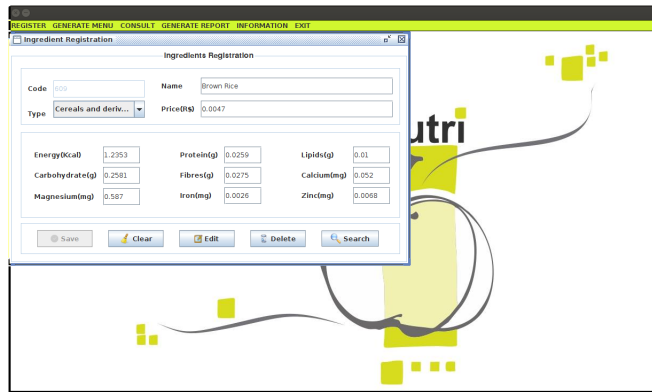 REGISTER GENERATE MENU CONSULT GENERATE REPORT INFORMATION EXIT
Ingredient Registration
Ingredients Registration
Code 609 Name Brown Rice
Type Cereals and deriv... Price(R$) 0.0047
Energy(Kcal) 1.2353 Protein(g) 0.0259 Lipids(g) 0.01
Carbohydrate(g) 0.2581 Fibres(g) 0.0275 Calcium(mg) 0.052
Magnesium(mg) 0.587 Iron(mg) 0.0026 Zinc(mg) 0.0068
Save Clear Edit Delete Search
utri